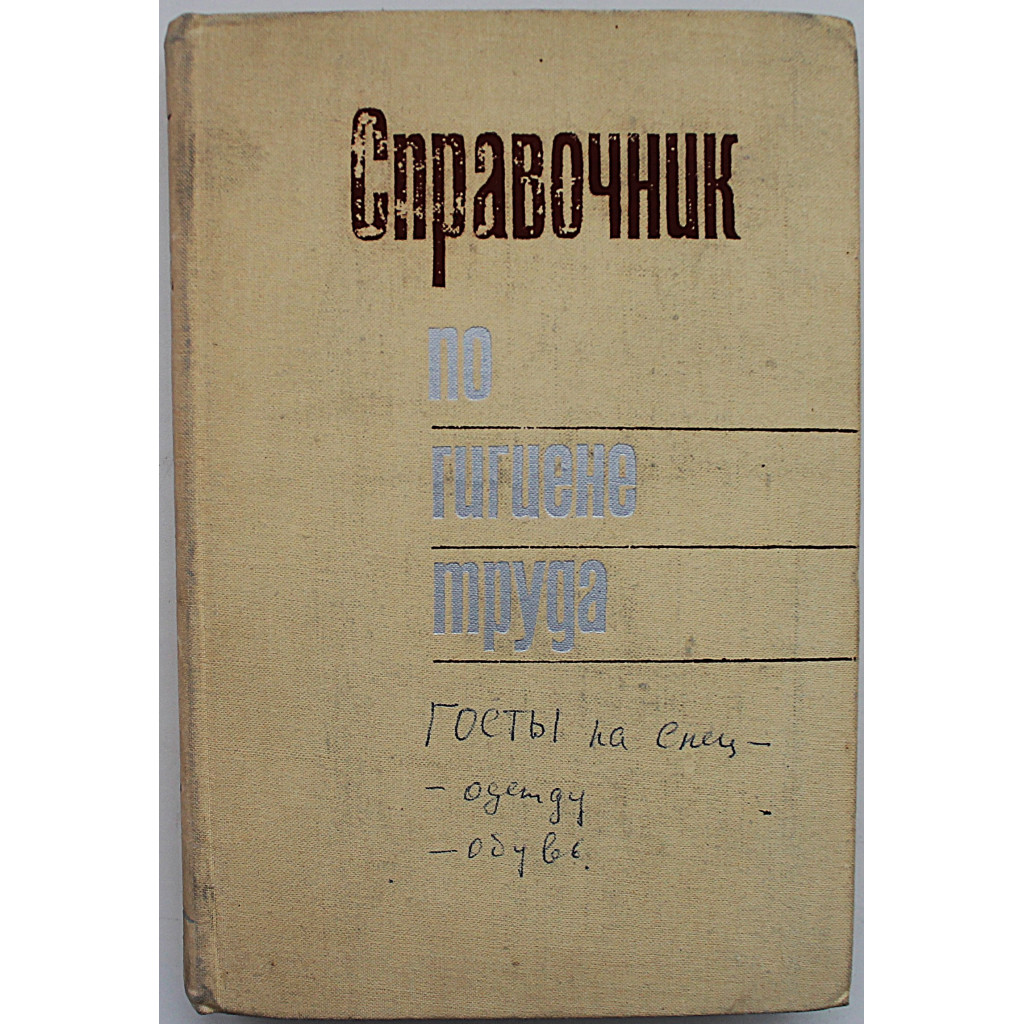 Справочник
по
гигиене
труда
ГОСТЫ на спец-
- одежду
- обувь.